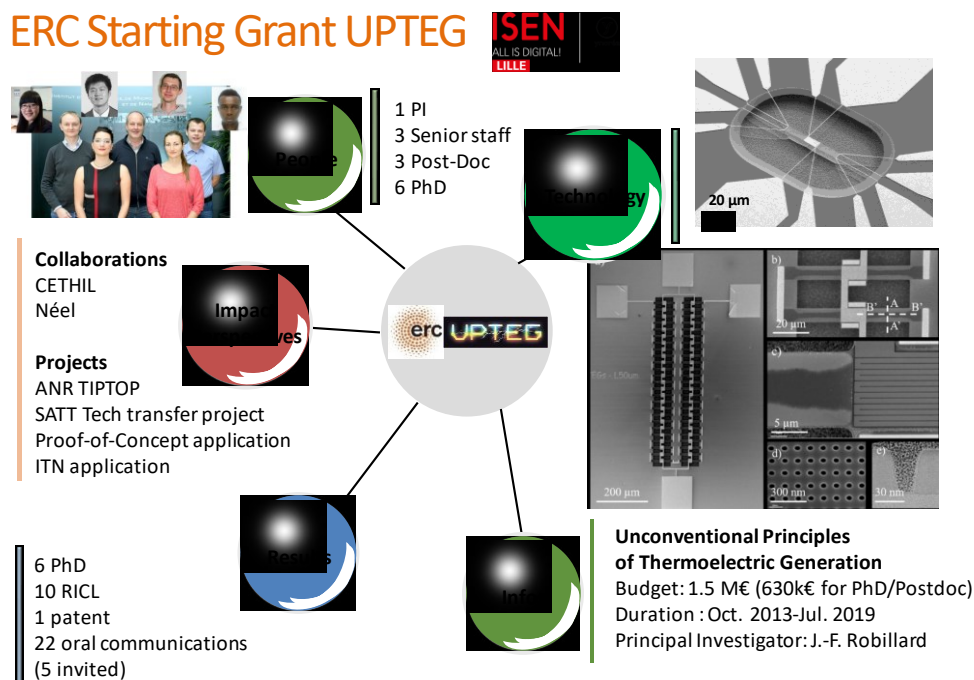 ERC Starting Grant UPTEG
ISEN
ALL IS DIGITAL!
LILLE
People
1 PI
3 Senior staff
3 Post-Doc
6 PhD
Technology
20 µm
Collaborations
CETHIL
Néel
Projects
ANR TIPTOP
SATT Tech transfer project
Proof-of-Concept application
ITN application
erc UPTEG
b)
A
B' B'
A'
20 µm
c)
5 µm
d)
300 nm
e)
30 nm
200 µm
Results
6 PhD
10 RICL
1 patent
22 oral communications
(5 invited)
Info
Unconventional Principles
of Thermoelectric Generation
Budget: 1.5 M€ (630k€ for PhD/Postdoc)
Duration : Oct. 2013-Jul. 2019
Principal Investigator: J.-F. Robillard